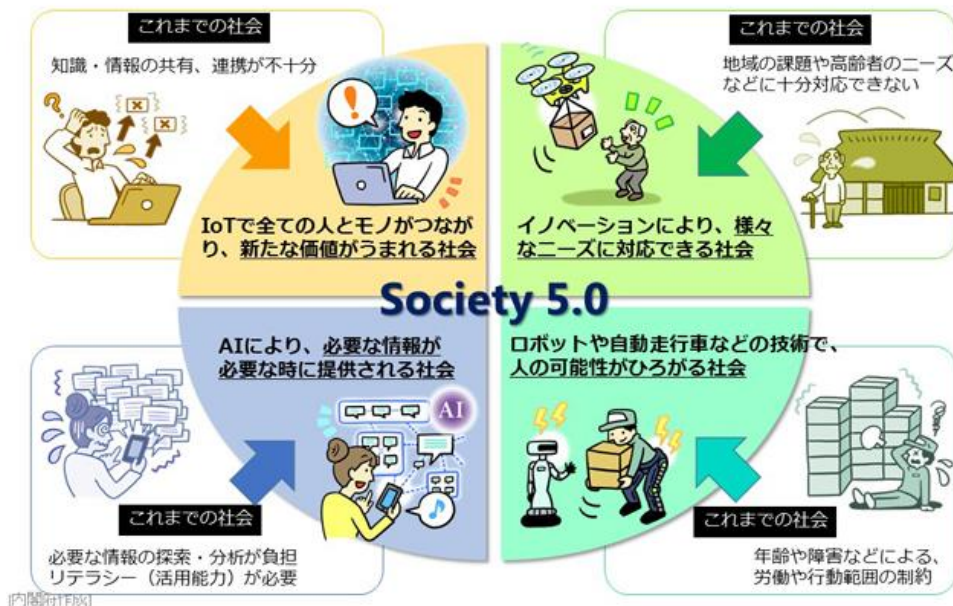 これまでの社会
知識・情報の共有、連携が不十分
IoTで全ての人とモノがつなが
り、新たな価値がうまれる社会
これまでの社会
地域の課題や高齢者のニーズ
などに十分対応できない
イノベーションにより、様々
なニーズに対応できる社会
Society 5.0
AIにより、必要な情報が
必要な時に提供される社会
AI
これまでの社会
必要な情報の探索・分析が負担
リテラシー（活用能力）が必要
ロボットや自動走行車などの技術で、
人の可能性がひろがる社会
これまでの社会
年齢や障害などによる、
労働や行動範囲の制約
[内閣府作成]